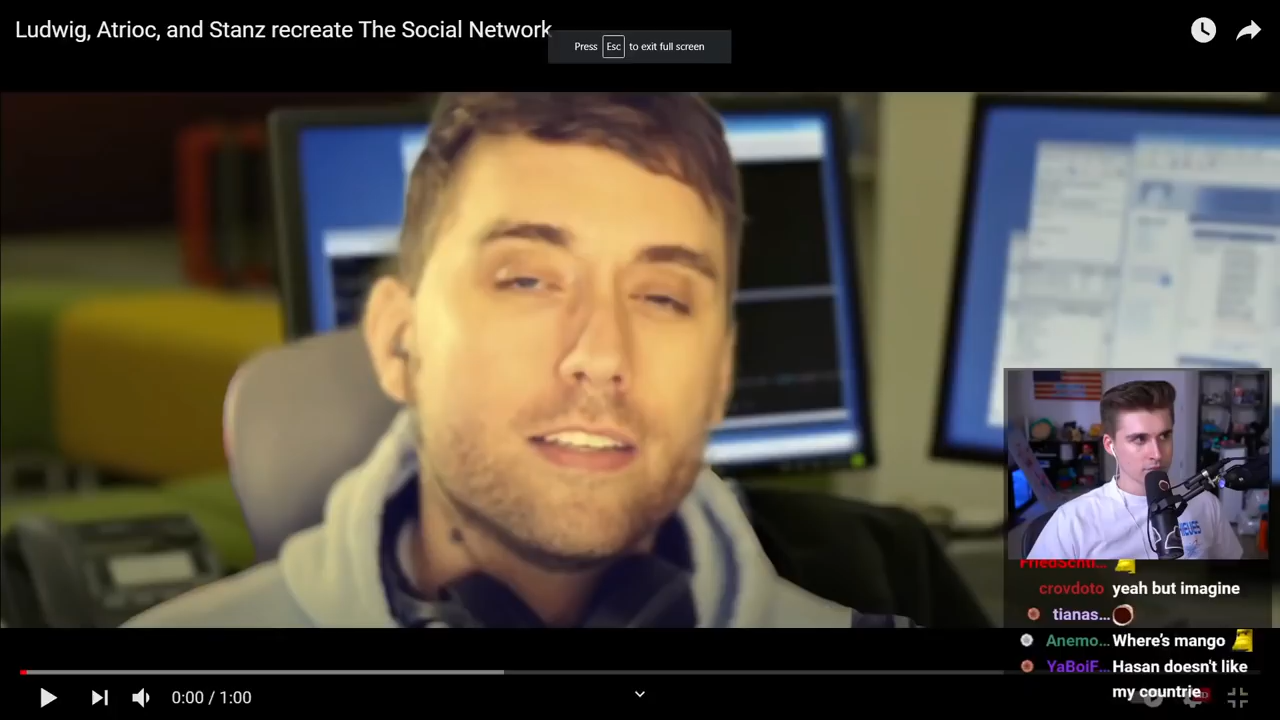 Ludwig, Atrioc, and Stanz recreate The Social Network
Press Esc to exit full screen
FriedSchti...
crovdoto yeah but imagine
tianas...
Anemo... Where's mango
YaBoiF... Hasan doesn't like
my countrie
0:00 / 1:00